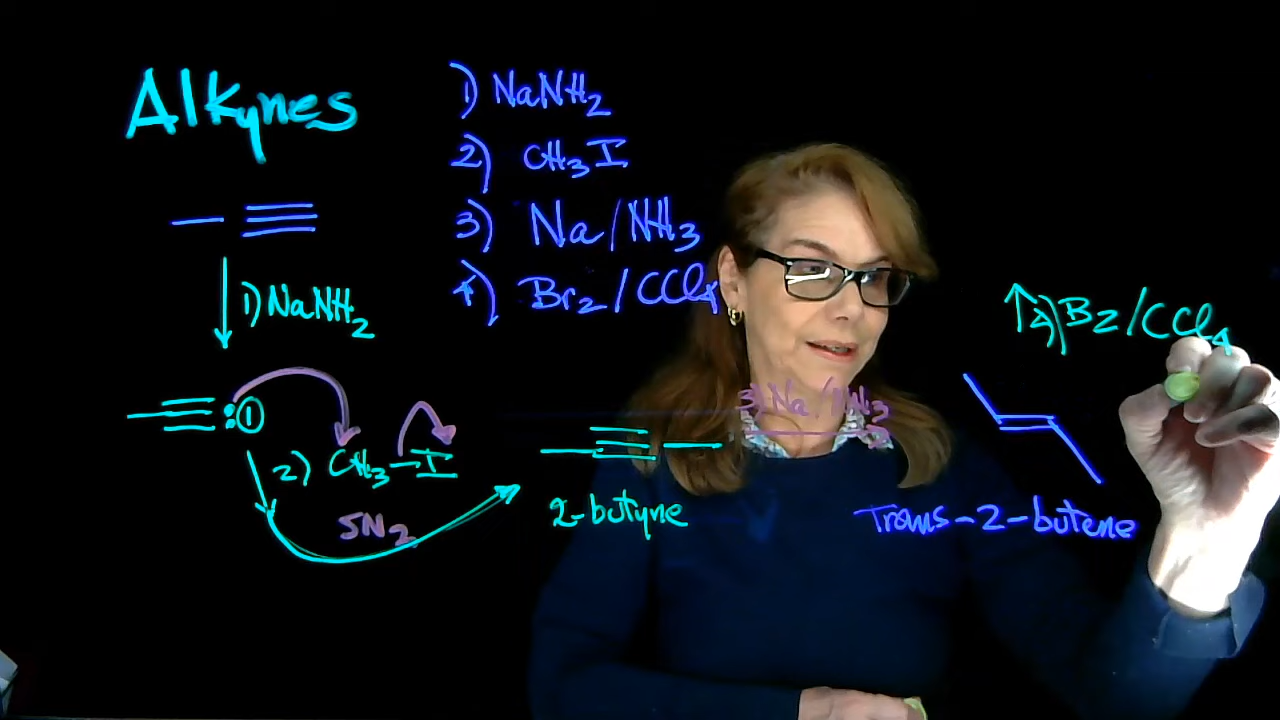 Alkynes
1) NaNH2
2) CH3I
3) Na/NH3
4) Br2/CCl4
1) NaNH2
2) CH3-I
SN2
2-butyne
3) Na/NH3
Trans-2-butene
4) B2/CCl4